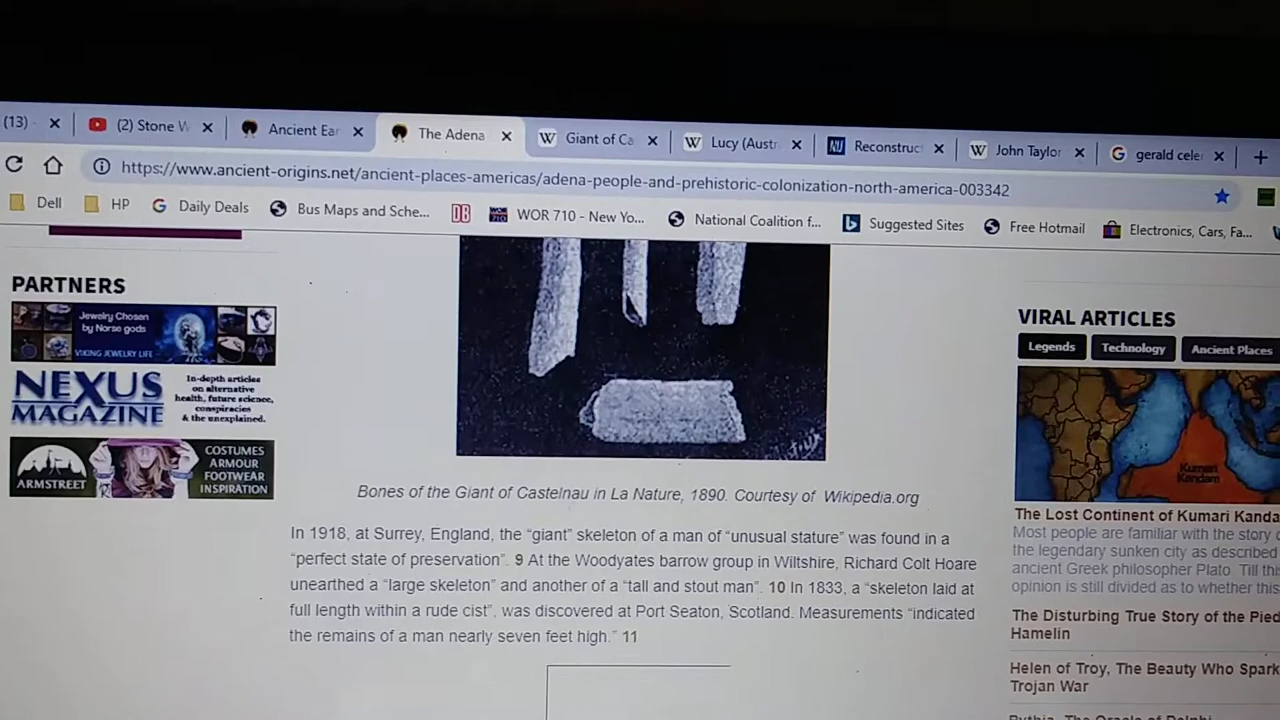 (13)
(2) Stone W
Ancient Ear
The Adena
Giant of Ca
Lucy (Austr
Reconstruc
John Taylor
gerald celer
https://www.ancient-origins.net/ancient-places-americas/adena-people-and-prehistoric-colonization-north-america-003342
Dell
HP
Daily Deals
Bus Maps and Sche...
DB
WOR 710 - New Yo...
National Coalition f...
Suggested Sites
Free Hotmail
Electronics, Cars, Fa...
PARTNERS
Jewelry Chosen
by Norse gods
VIKING JEWELRY LIFE
NEXUS
MAGAZINE
In-depth articles
on alternative
health, future science,
conspiracies
& the unexplained.
ARMSTREET
COSTUMES
ARMOUR
FOOTWEAR
INSPIRATION
Bones of the Giant of Castelnau in La Nature, 1890. Courtesy of Wikipedia.org
In 1918, at Surrey, England, the “giant” skeleton of a man of “unusual stature” was found in a
“perfect state of preservation”. 9 At the Woodyates barrow group in Wiltshire, Richard Colt Hoare
unearthed a “large skeleton” and another of a “tall and stout man”. 10 In 1833, a “skeleton laid at
full length within a rude cist”, was discovered at Port Seaton, Scotland. Measurements “indicated
the remains of a man nearly seven feet high.” 11
VIRAL ARTICLES
Legends
Technology
Ancient Places
Kumari
Kandam
The Lost Continent of Kumari Kanda
Most people are familiar with the story o
the legendary sunken city as described
ancient Greek philosopher Plato. Till this
opinion is still divided as to whether this
The Disturbing True Story of the Pied
Hamelin
Helen of Troy, The Beauty Who Spark
Trojan War